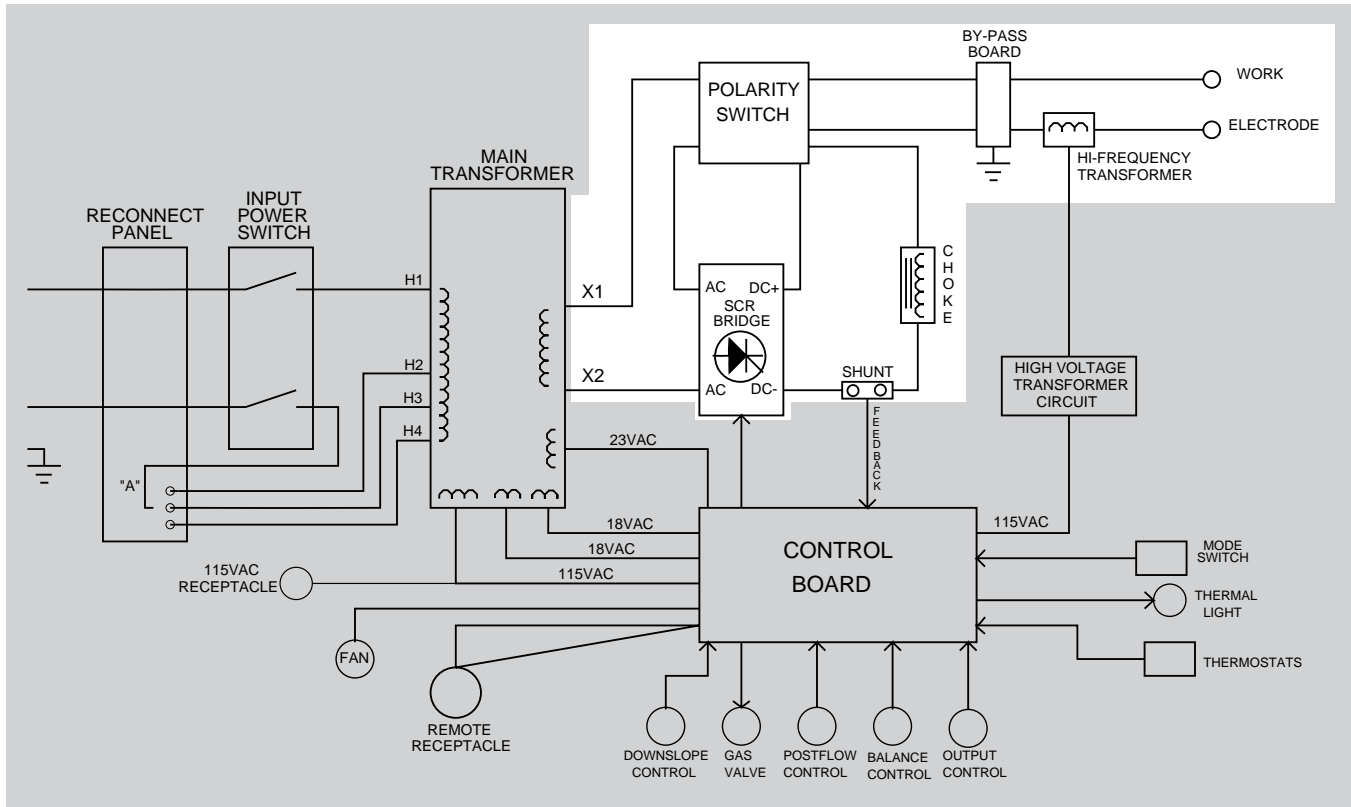 BY-PASS
BOARD
WORK
POLARITY
SWITCH
ELECTRODE
HI-FREQUENCY
TRANSFORMER
MAIN
TRANSFORMER
INPUT
POWER
SWITCH
RECONNECT
PANEL
CHOKE
H1
X1
AC DC+
SCR
BRIDGE
H2
X2
AC DC-
SHUNT
HIGH VOLTAGE
TRANSFORMER
CIRCUIT
H3
H4
FEEDBACK
23VAC
"A"
18VAC
115VAC
18VAC
CONTROL
BOARD
MODE
SWITCH
115VAC
RECEPTACLE
115VAC
THERMAL
LIGHT
FAN
THERMOSTATS
REMOTE
RECEPTACLE
DOWNSLOPE
CONTROL
GAS
VALVE
POSTFLOW
CONTROL
BALANCE
CONTROL
OUTPUT
CONTROL